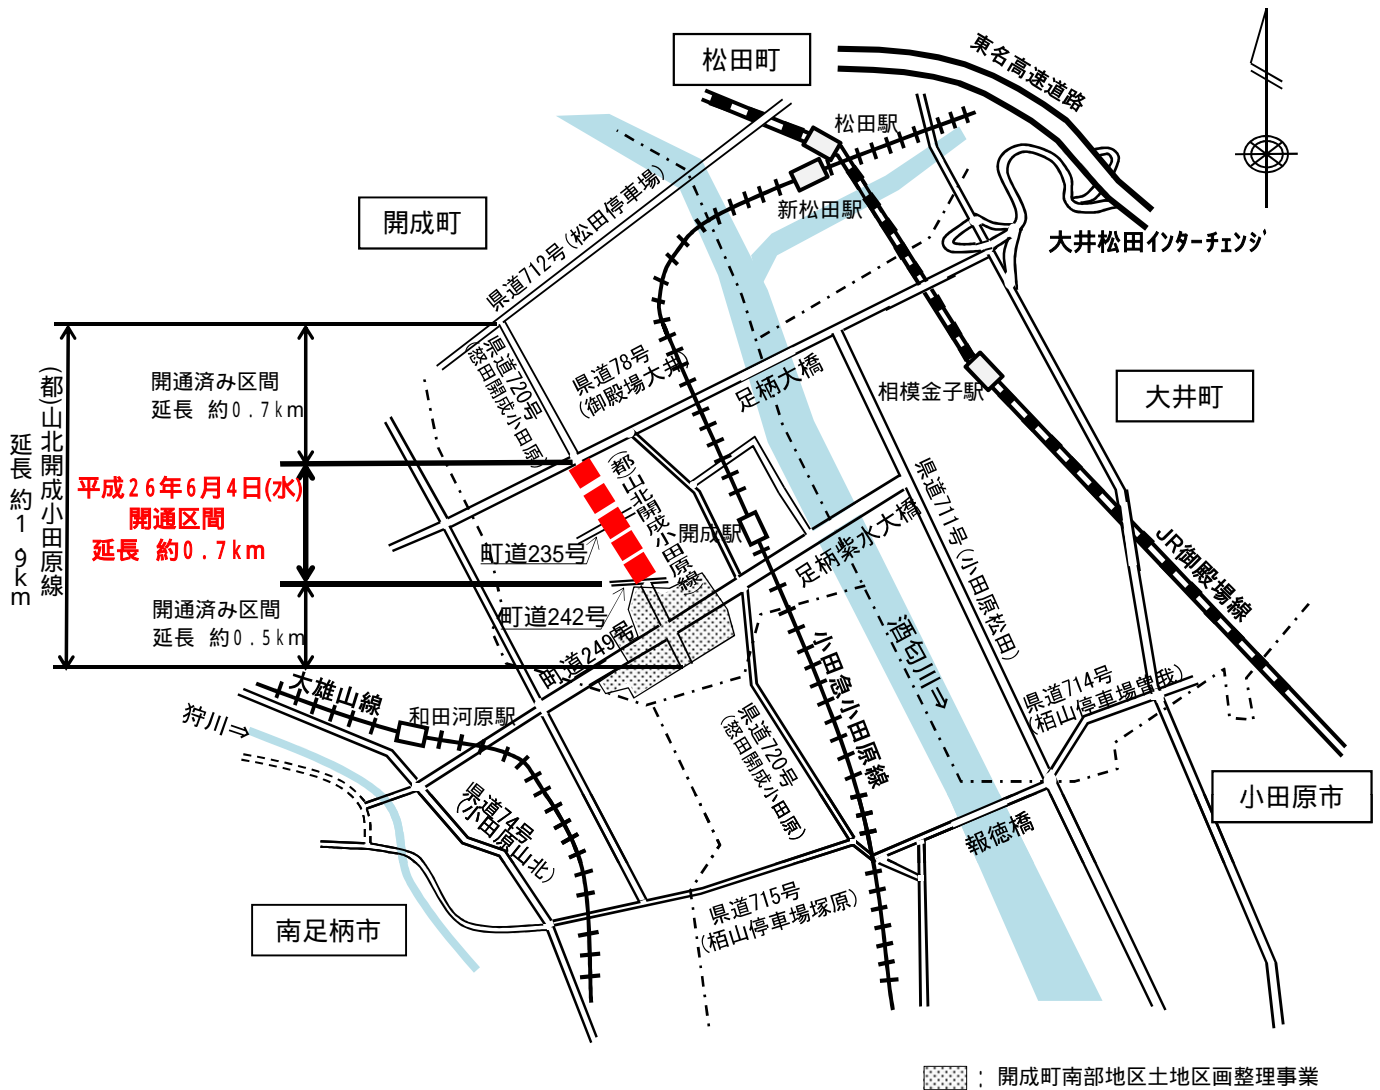 松田町
東名高速道路
松田駅
新松田駅
開成町
県道712号(松田停車場)
大井松田インターチェンジ
県道720号
(怒田開成小田原)
県道78号
(御殿場大井)
足柄大橋
相模金子駅
大井町
(都)山北開成小田原線
延長 約1.9km
開通済み区間
延長 約0.7km
平成26年6月4日(水)
開通区間
延長 約0.7km
開通済み区間
延長 約0.5km
(都)山北開成小田原線
町道235号
開成駅
町道242号
町道249号
足柄紫水大橋
県道711号(小田原松田)
JR御殿場線
酒匂川⇒
小田急小田原線
県道714号
(栢山停車場曽我)
大雄山線
狩川⇒
和田河原駅
県道720号
(怒田開成小田原)
小田原市
県道74号
(小田原山北)
報徳橋
県道715号
(栢山停車場塚原)
南足柄市
：開成町南部地区土地区画整理事業